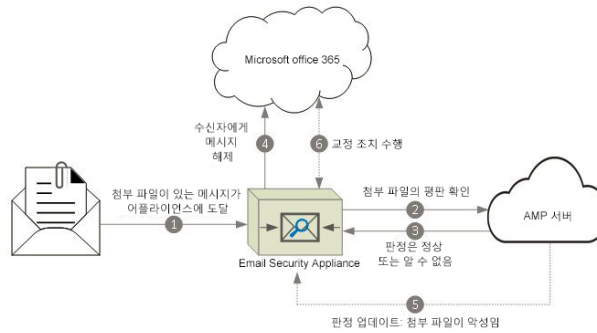 Microsoft office 365
수신자에게
메시지
해제
4
6
교정 조치 수행
첨부 파일이 있는 메시지가
어플라이언스에 도달
1
첨부 파일의 평판 확인
2
3
판정은 정상
또는 알 수 없음
AMP 서버
Email Security Appliance
5
판정 업데이트: 첨부 파일이 악성임